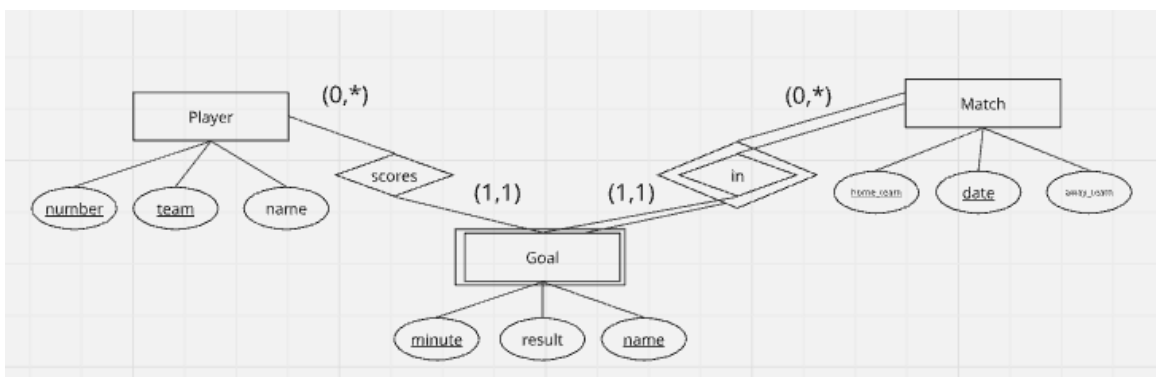 (0,*)
(0,*)
Player
Match
scores
in
(1,1)
(1,1)
number
team
name
home_team
date
away_team
Goal
minute
result
name